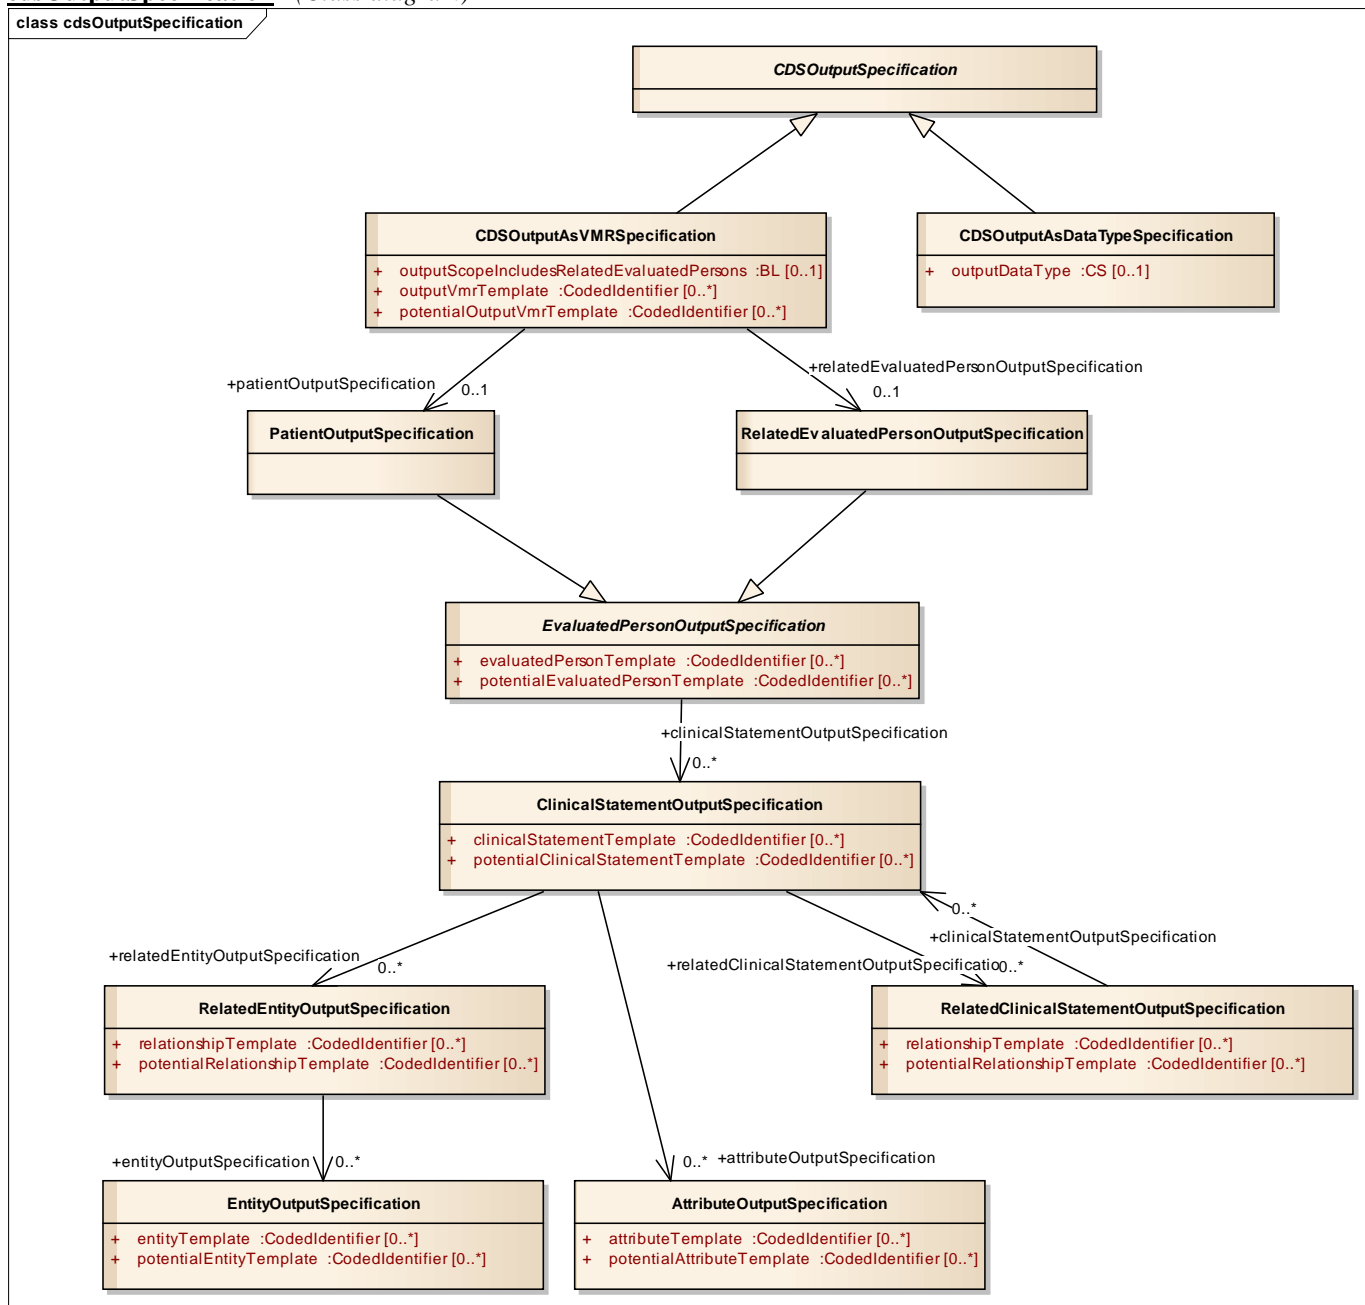 class cdsOutputSpecification
CDSOutputSpecification
CDSOutputAsVMRSpecification
+ outputScopeIncludesRelatedEvaluatedPersons :BL [0..1]
+ outputVmrTemplate :CodedIdentifier [0..*]
+ potentialOutputVmrTemplate :CodedIdentifier [0..*]
CDSOutputAsDataTypeSpecification
+ outputDataType :CS [0..1]
+patientOutputSpecification
0..1
+relatedEvaluatedPersonOutputSpecification
0..1
PatientOutputSpecification
RelatedEvaluatedPersonOutputSpecification
EvaluatedPersonOutputSpecification
+ evaluatedPersonTemplate :CodedIdentifier [0..*]
+ potentialEvaluatedPersonTemplate :CodedIdentifier [0..*]
+clinicalStatementOutputSpecification
0..*
ClinicalStatementOutputSpecification
+ clinicalStatementTemplate :CodedIdentifier [0..*]
+ potentialClinicalStatementTemplate :CodedIdentifier [0..*]
0..*
+clinicalStatementOutputSpecification
+relatedEntityOutputSpecification
0..*
+relatedClinicalStatementOutputSpecification
0..*
RelatedEntityOutputSpecification
+ relationshipTemplate :CodedIdentifier [0..*]
+ potentialRelationshipTemplate :CodedIdentifier [0..*]
RelatedClinicalStatementOutputSpecification
+ relationshipTemplate :CodedIdentifier [0..*]
+ potentialRelationshipTemplate :CodedIdentifier [0..*]
+entityOutputSpecification
0..*
0..*
+attributeOutputSpecification
EntityOutputSpecification
+ entityTemplate :CodedIdentifier [0..*]
+ potentialEntityTemplate :CodedIdentifier [0..*]
AttributeOutputSpecification
+ attributeTemplate :CodedIdentifier [0..*]
+ potentialAttributeTemplate :CodedIdentifier [0..*]